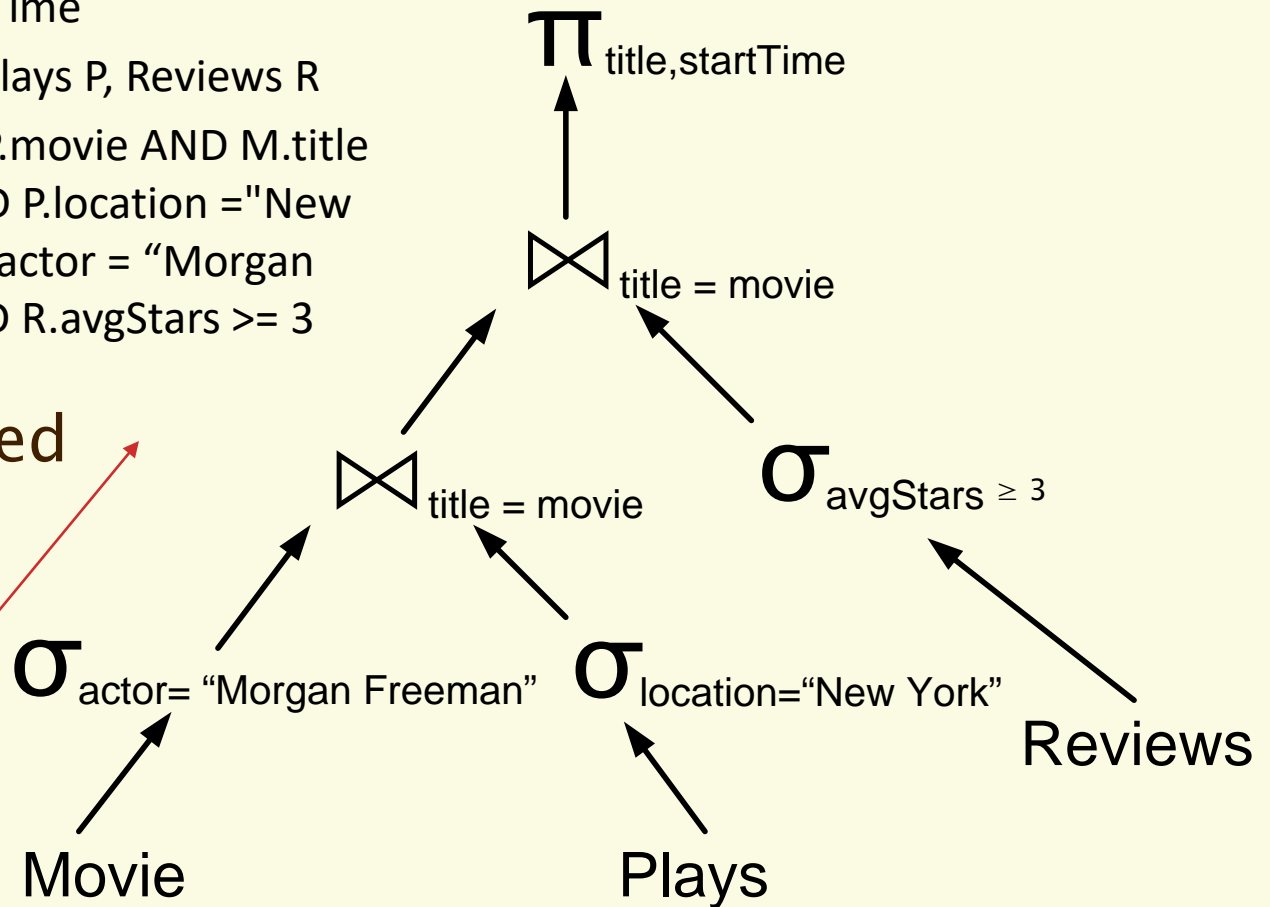 ime
π title,startTime
lays P, Reviews R
.movie AND M.title
P.location ="New
actor = “Morgan
R.avgStars >= 3
⋈ title = movie
ed
⋈ title = movie
σ avgStars ≥ 3
σ actor= “Morgan Freeman”
σ location=“New York”
Reviews
Movie
Plays